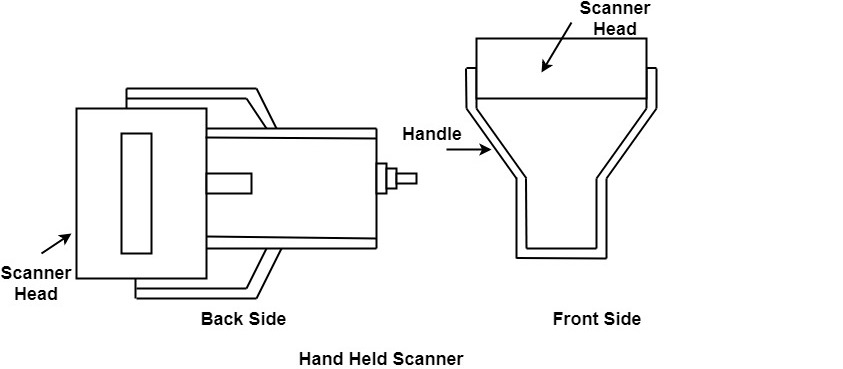 Scanner
Head
Handle
Scanner
Head
Back Side
Front Side
Hand Held Scanner